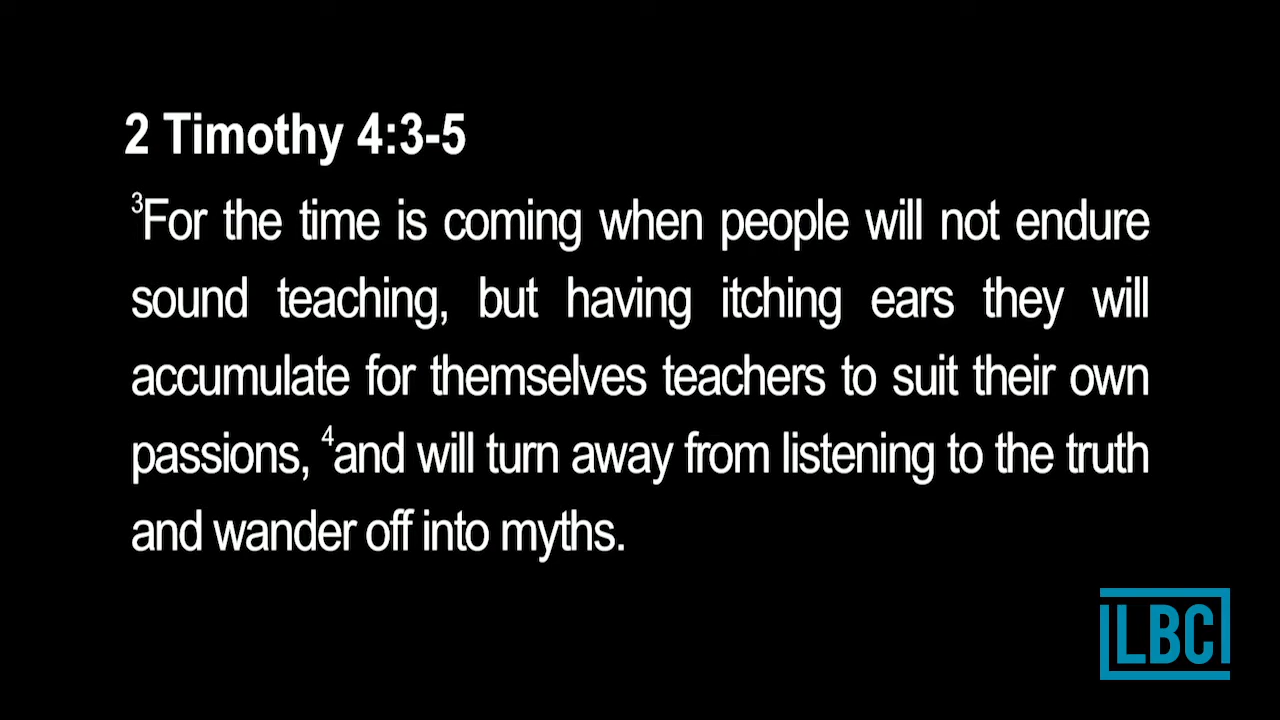 2 Timothy 4:3-5
³For the time is coming when people will not endure
sound teaching, but having itching ears they will
accumulate for themselves teachers to suit their own
passions, ⁴and will turn away from listening to the truth
and wander off into myths.
LBC